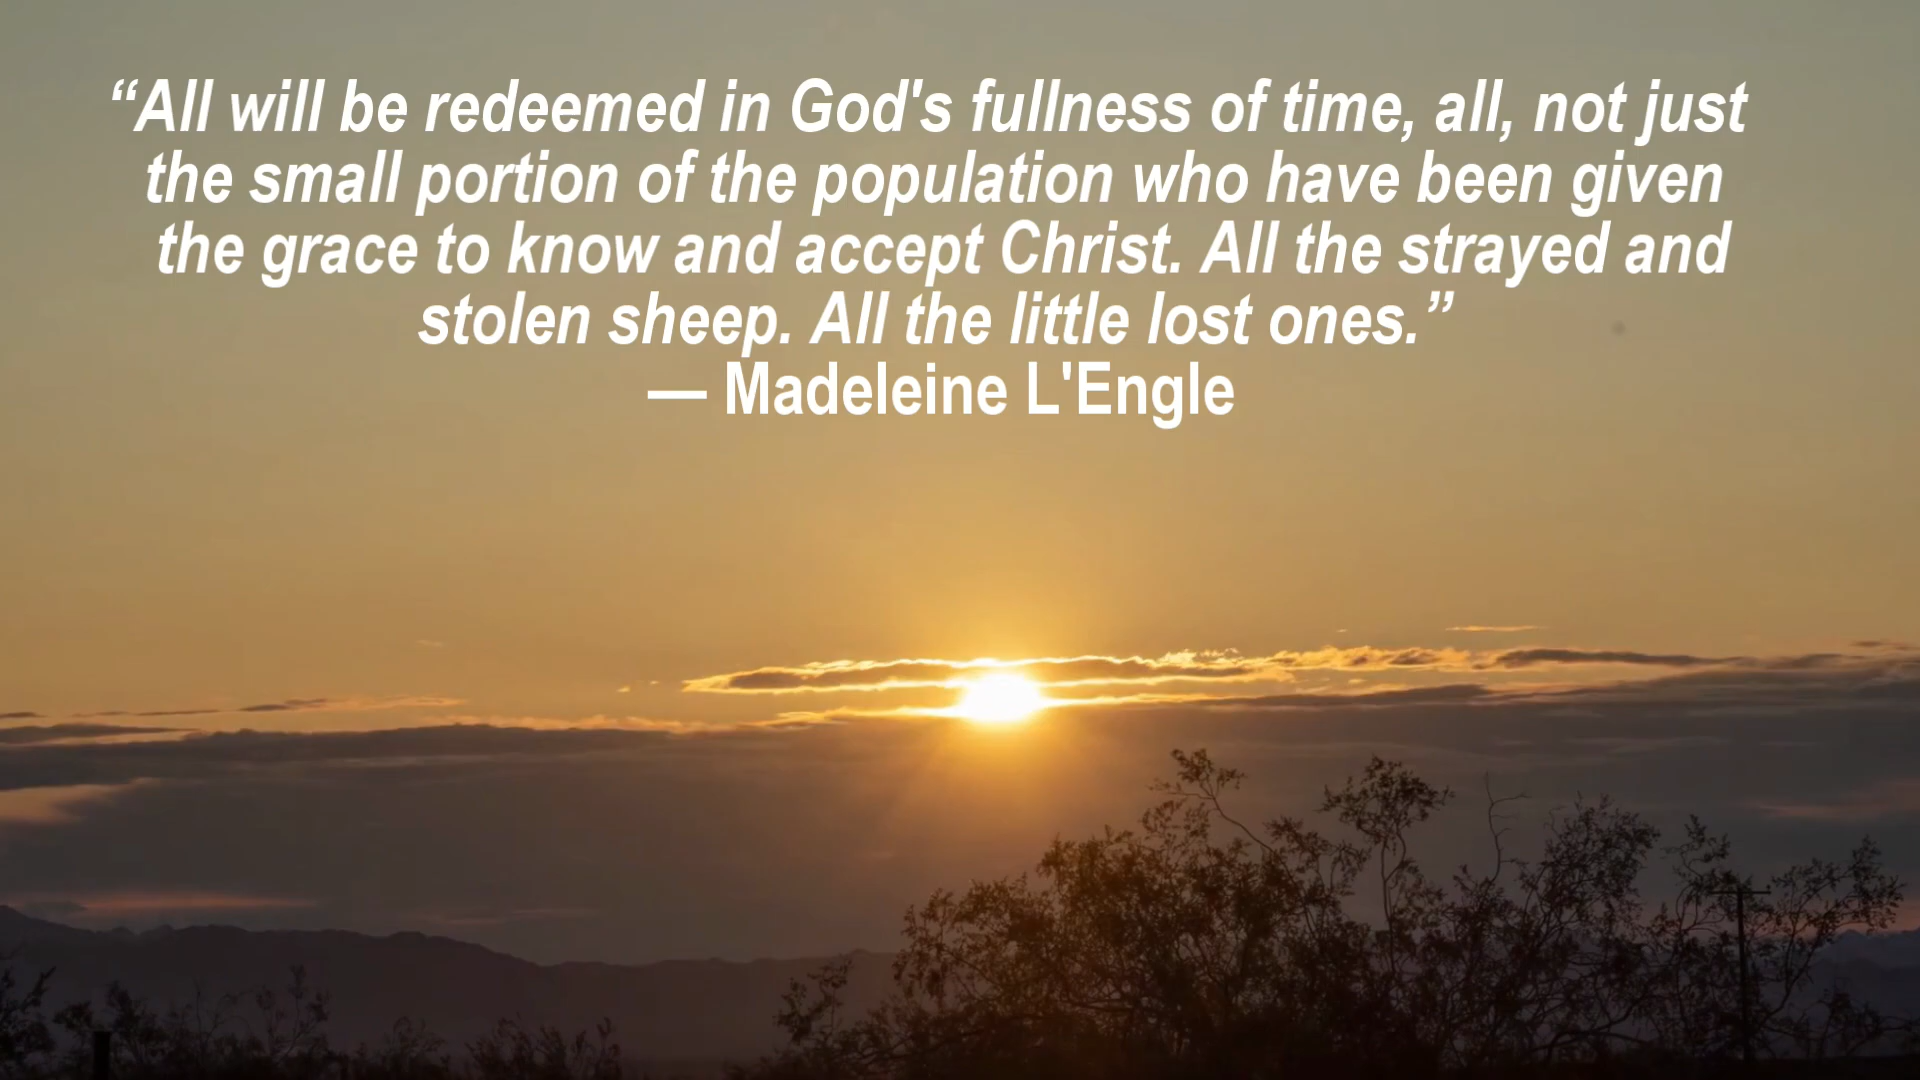 “All will be redeemed in God's fullness of time, all, not just
the small portion of the population who have been given
the grace to know and accept Christ. All the strayed and
stolen sheep. All the little lost ones.”
— Madeleine L'Engle